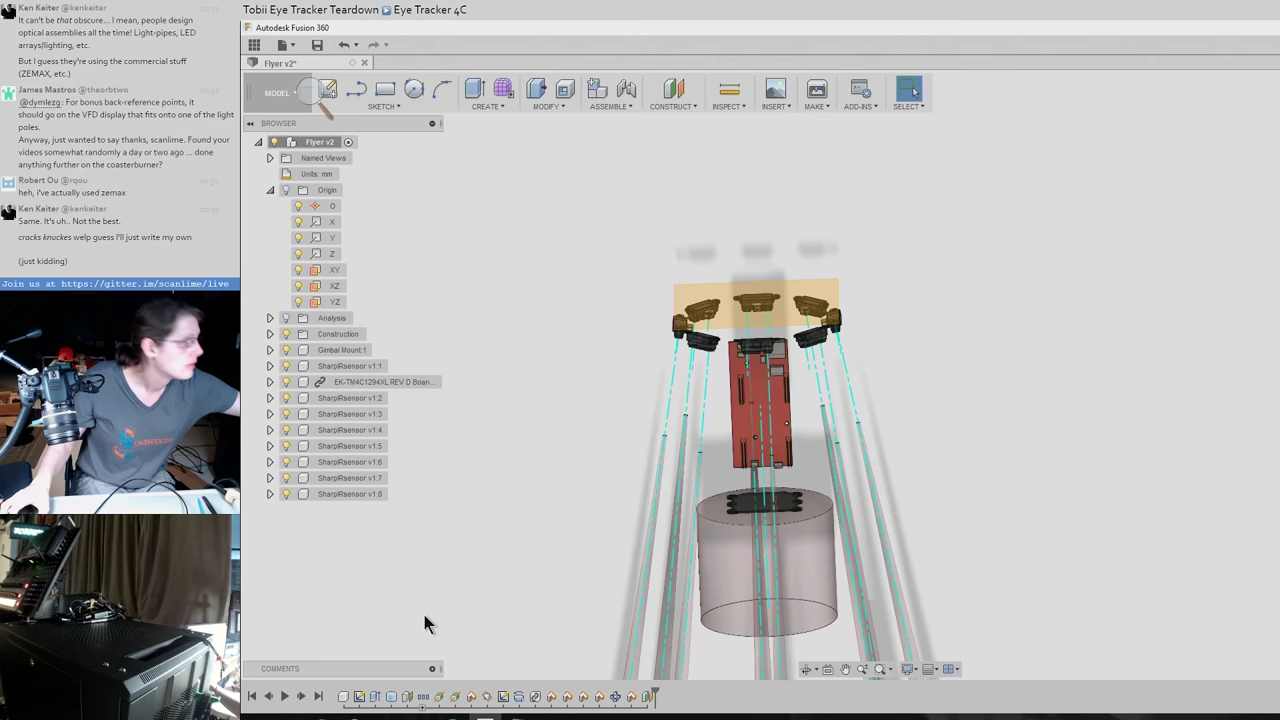 Ken Keiter @kenkeiter
It can't be that obscure... I mean, people design
optical assemblies all the time! Light-pipes, LED
arrays/lighting, etc.
But I guess they're using the commercial stuff
(ZEMAX, etc.)
James Mastros @theorbtwo 20:32
@dymlezg: For bonus back-reference points, it
should go on the VFD display that fits onto one of the light
poles.
Anyway, just wanted to say thanks, scanlime. Found your
videos somewhat randomly a day or two ago ... done
anything further on the coasterburner?
Robert Ou @rqou 20:32
heh, i've actually used zemax
Ken Keiter @kenkeiter
Same. It's uh.. Not the best.
cracks knuckes welp guess I'll just write my own
(just kidding)
Join us at https://gitter.im/scanlime/live
Tobii Eye Tracker Teardown Eye Tracker 4C
Autodesk Fusion 360
Flyer v2*
MODEL
SKETCH
CREATE
MODIFY
ASSEMBLE
CONSTRUCT
INSPECT
INSERT
MAKE
ADD-INS
SELECT
BROWSER
Flyer v2
Named Views
Units: mm
Origin
O
X
Y
Z
XY
XZ
YZ
Analysis
Construction
Gimbal Mount:1
SharpIRsensor v1:1
EK-TM4C1294XL REV D Boar...
SharpIRsensor v1:2
SharpIRsensor v1:3
SharpIRsensor v1:4
SharpIRsensor v1:5
SharpIRsensor v1:6
SharpIRsensor v1:7
SharpIRsensor v1:8
COMMENTS